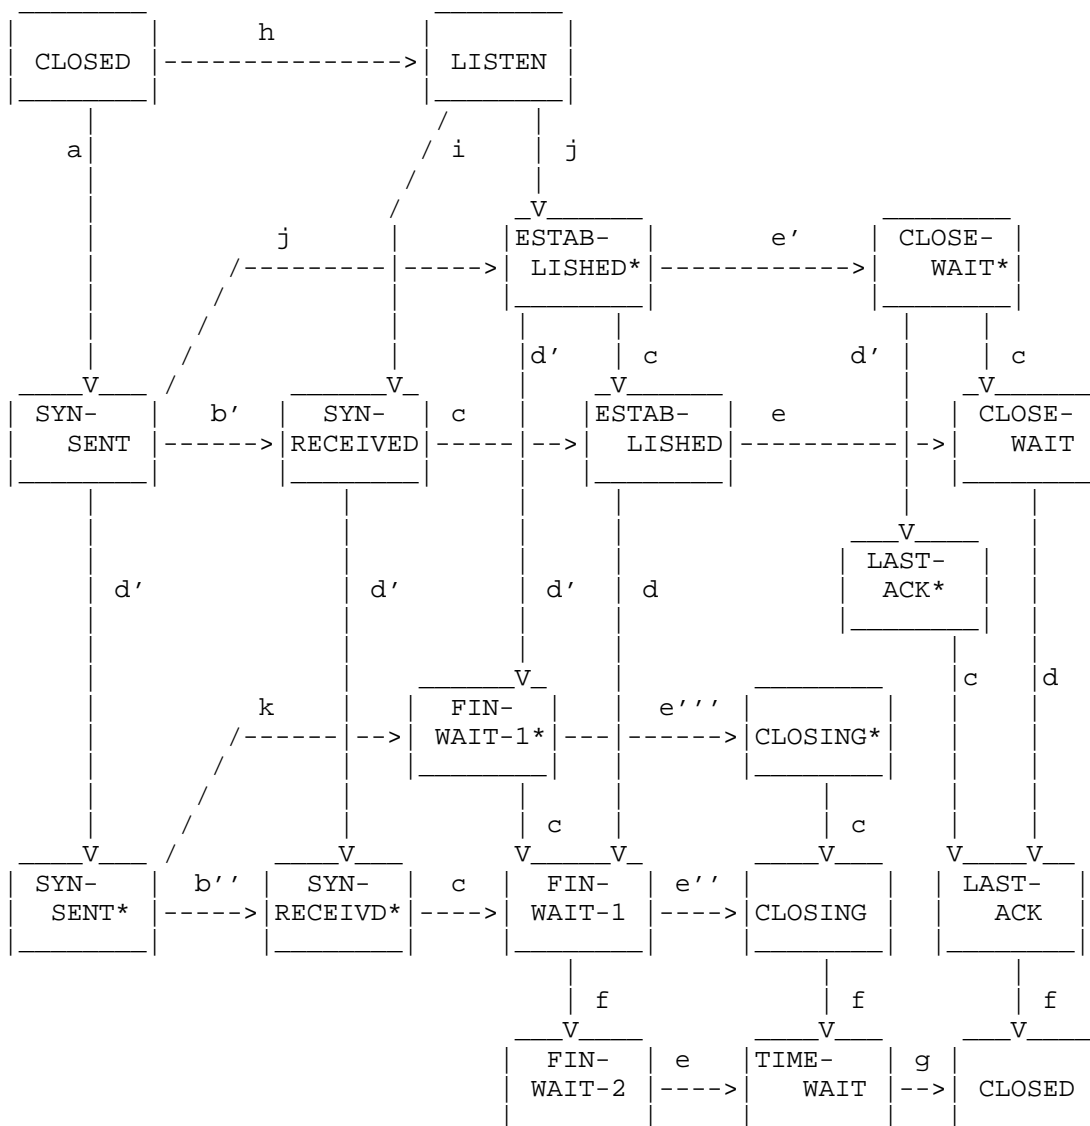 h
CLOSED LISTEN
a i j
j ESTAB- e' CLOSE-
LISHED* WAIT*
d' c d' c
SYN- b' SYN- c ESTAB- e CLOSE-
SENT RECEIVED LISHED WAIT
LAST-
d' d' d' d ACK*
c d
k FIN- e'''
WAIT-1* CLOSING*
c c
SYN- b'' SYN- c FIN- e'' LAST-
SENT* RECEIVD* WAIT-1 CLOSING ACK
f f f
FIN- e TIME- g
WAIT-2 WAIT CLOSED